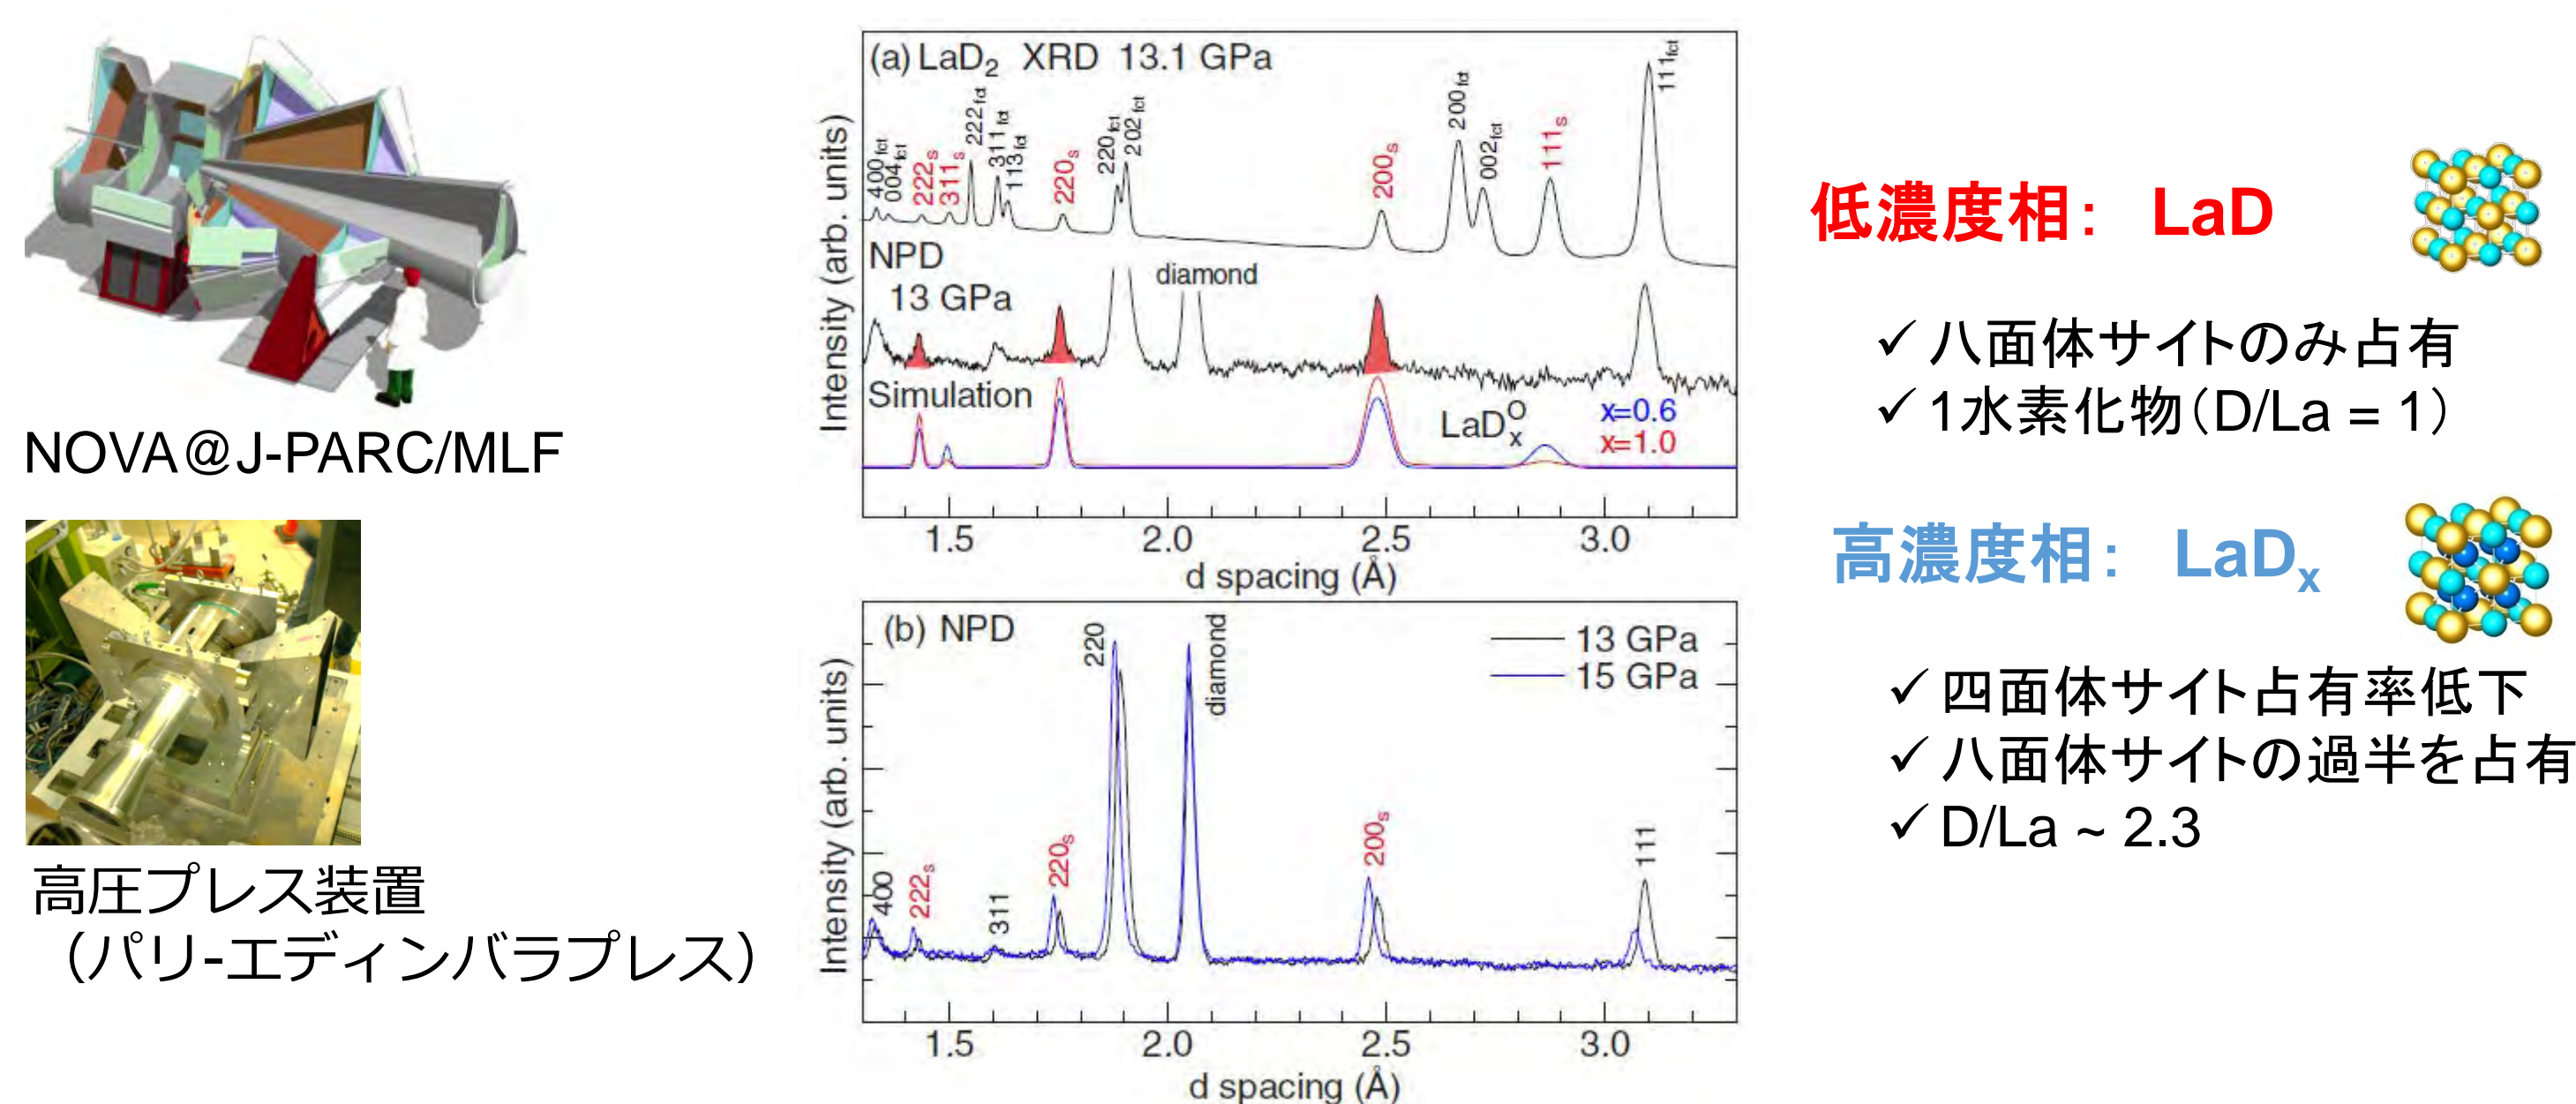 NOVA@J-PARC/MLF
高圧プレス装置
（パリ-エディンバラプレス）
(a) LaD₂ XRD 13.1 GPa
Intensity (arb. units)
400fct
004fct
222s
311s
222fct
311fct
113fct
220s
220fct
202fct
200s
200fct
002fct
111s
111fct
NPD
13 GPa
diamond
Simulation
LaDxO
x=0.6
x=1.0
1.5 2.0 2.5 3.0
d spacing (Å)
(b) NPD
13 GPa
15 GPa
Intensity (arb. units)
400
222s
311
220s
220
diamond
200s
111
1.5 2.0 2.5 3.0
d spacing (Å)
低濃度相： LaD
✓八面体サイトのみ占有
✓1水素化物（D/La = 1）
高濃度相： LaDx
✓四面体サイト占有率低下
✓八面体サイトの過半を占有
✓D/La ~ 2.3